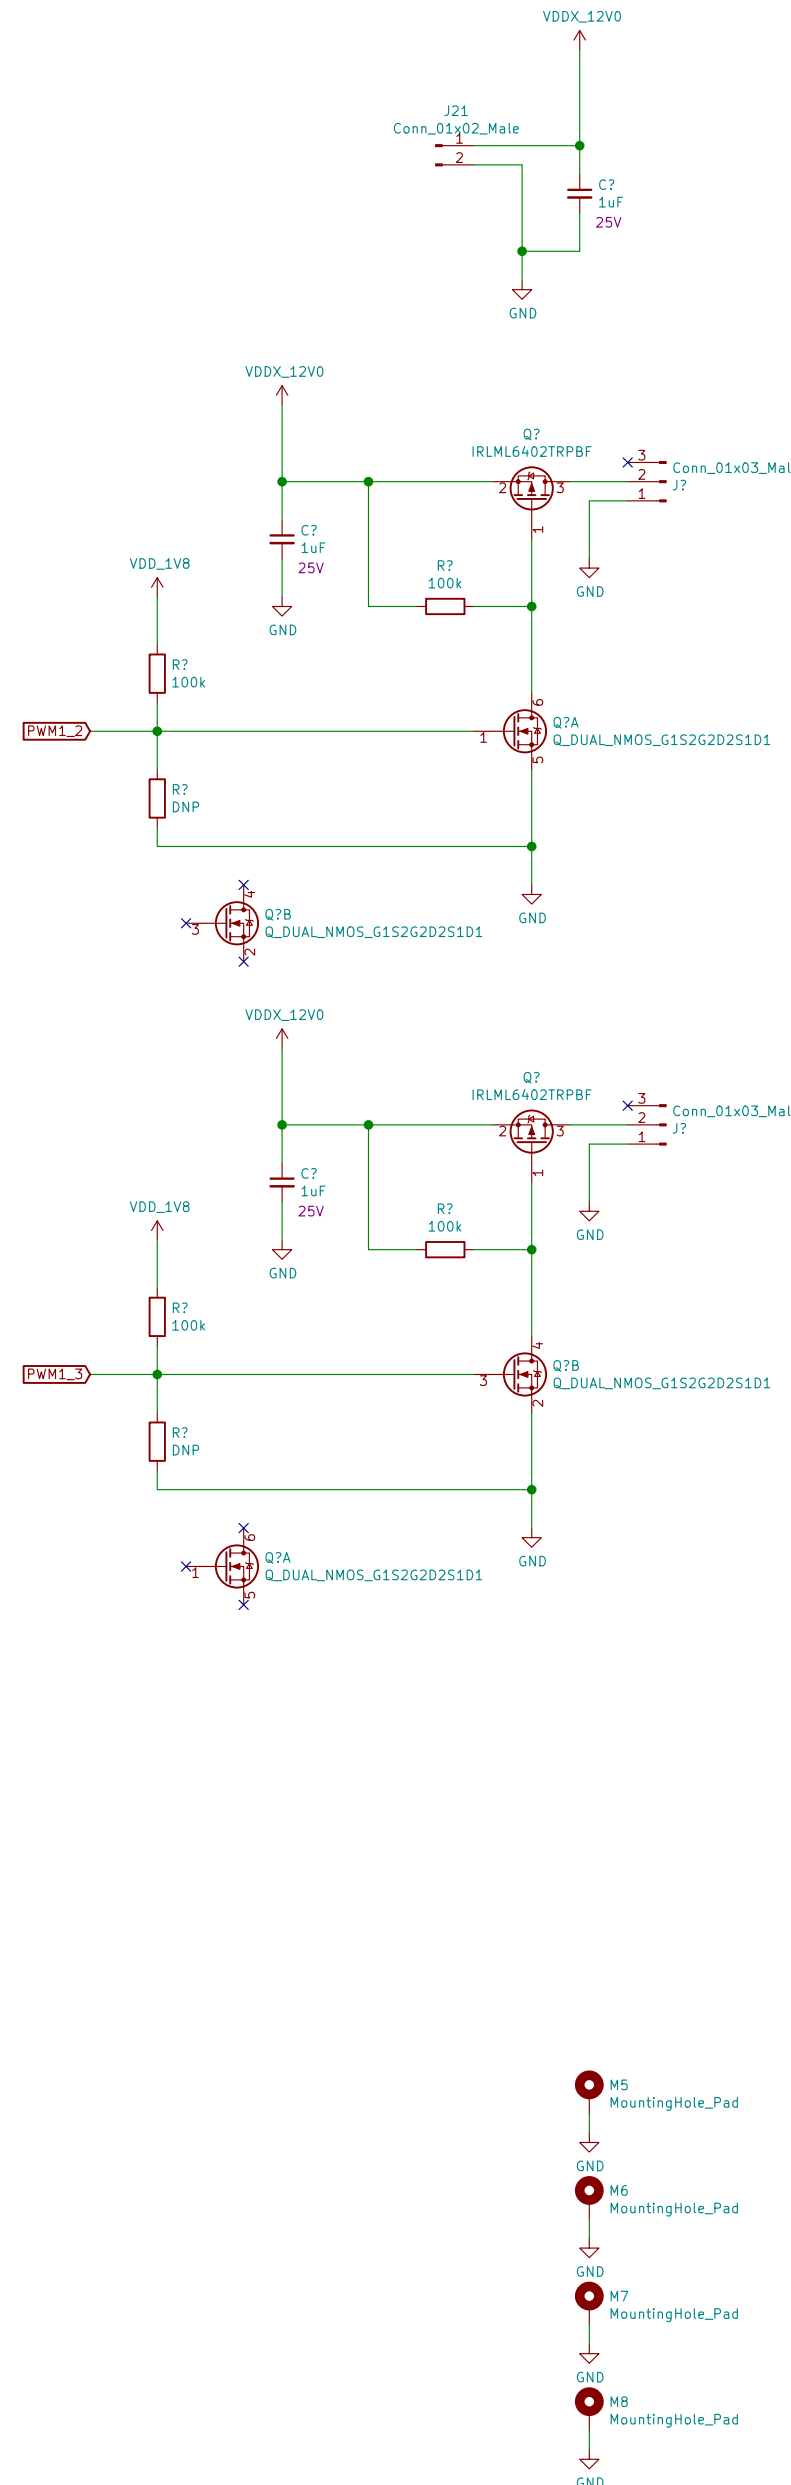 VDDX_12V0
J21
Conn_01x02_Male
1
2
C?
1uF
25V
GND
VDDX_12V0
Q?
IRLML6402TRPBF
2
3
1
3
2
1
Conn_01x03_Mal
J?
C?
1uF
25V
GND
R?
100k
GND
VDD_1V8
R?
100k
PWM1_2
1
6
5
Q?A
Q_DUAL_NMOS_G1S2G2D2S1D1
R?
DNP
GND
4
3
2
Q?B
Q_DUAL_NMOS_G1S2G2D2S1D1
VDDX_12V0
Q?
IRLML6402TRPBF
2
3
1
3
2
1
Conn_01x03_Mal
J?
C?
1uF
25V
GND
R?
100k
GND
VDD_1V8
R?
100k
PWM1_3
3
4
2
Q?B
Q_DUAL_NMOS_G1S2G2D2S1D1
R?
DNP
GND
6
1
5
Q?A
Q_DUAL_NMOS_G1S2G2D2S1D1
M5
MountingHole_Pad
GND
M6
MountingHole_Pad
GND
M7
MountingHole_Pad
GND
M8
MountingHole_Pad
GND